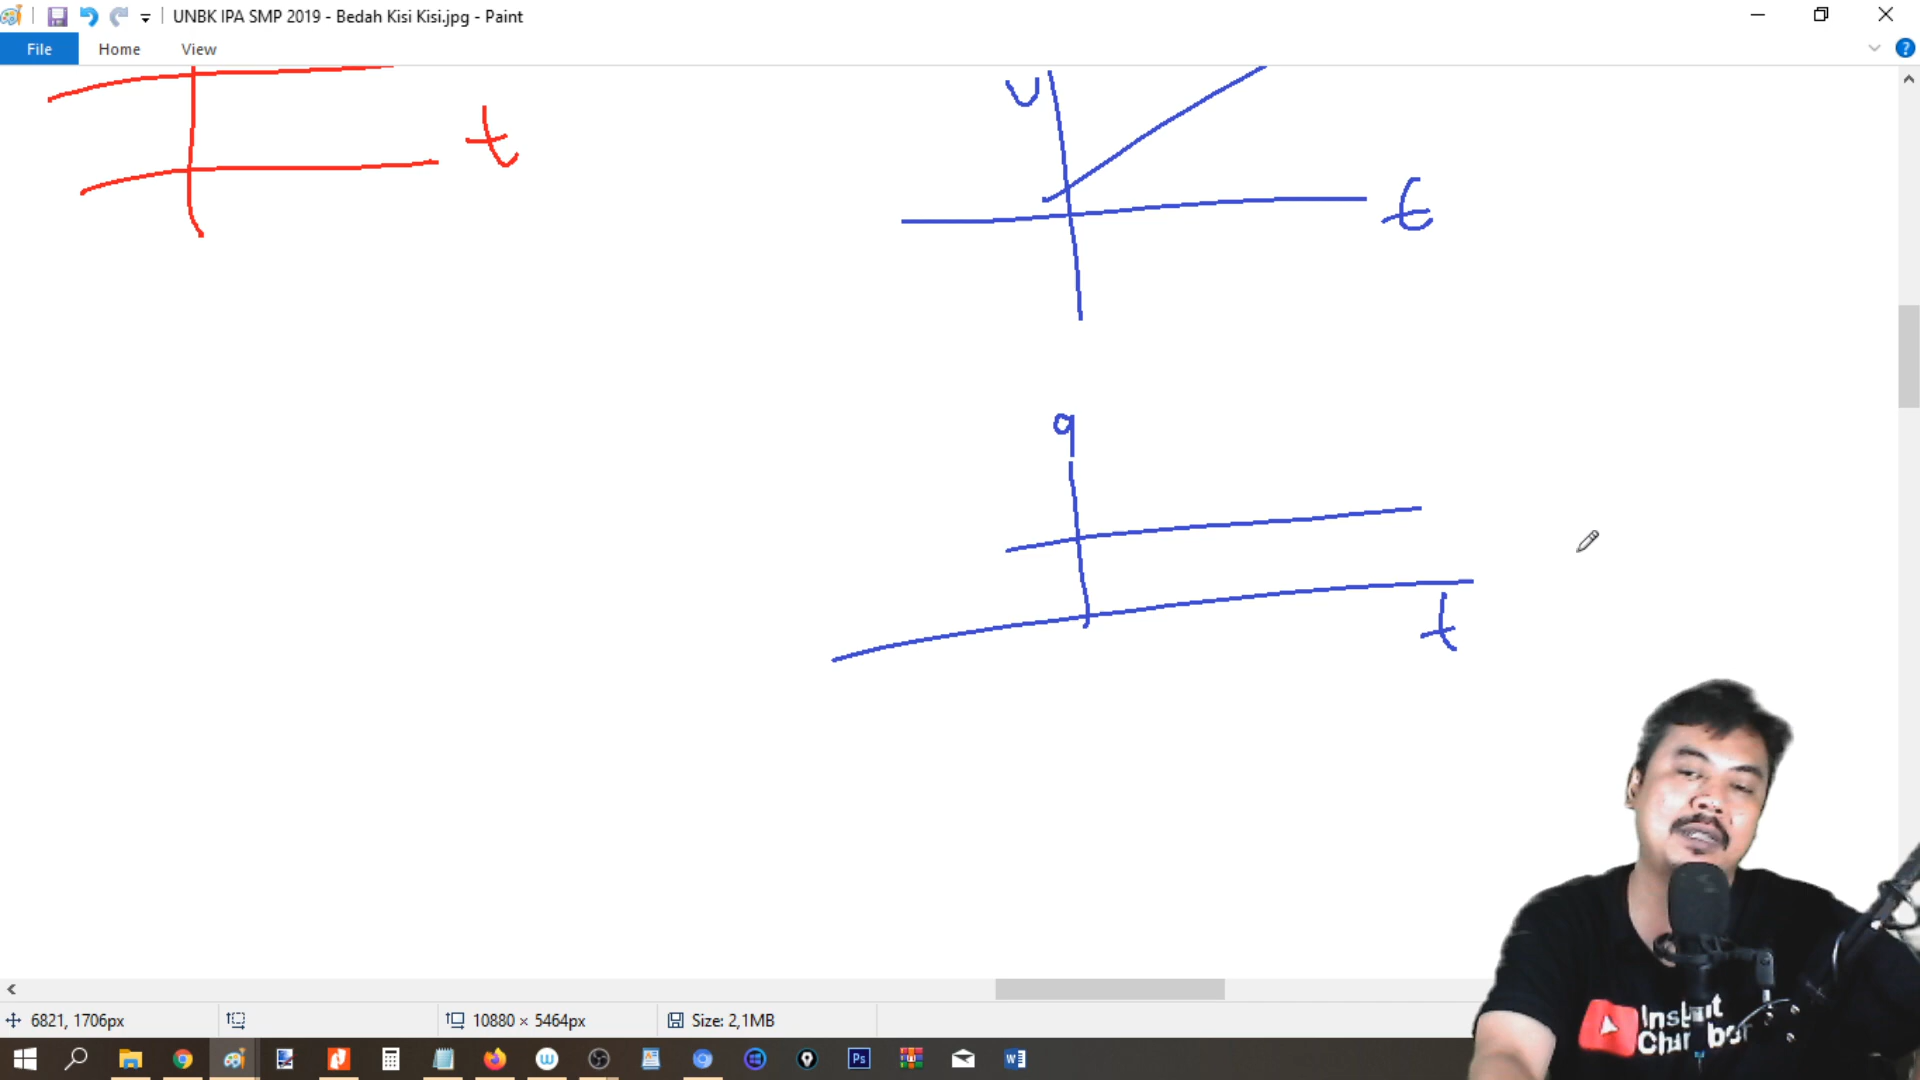 UNBK IPA SMP 2019 - Bedah Kisi Kisi.jpg - Paint
File Home View
t
v
t
a
t
6821, 1706px
10880 × 5464px
Size: 2,1MB
Ps